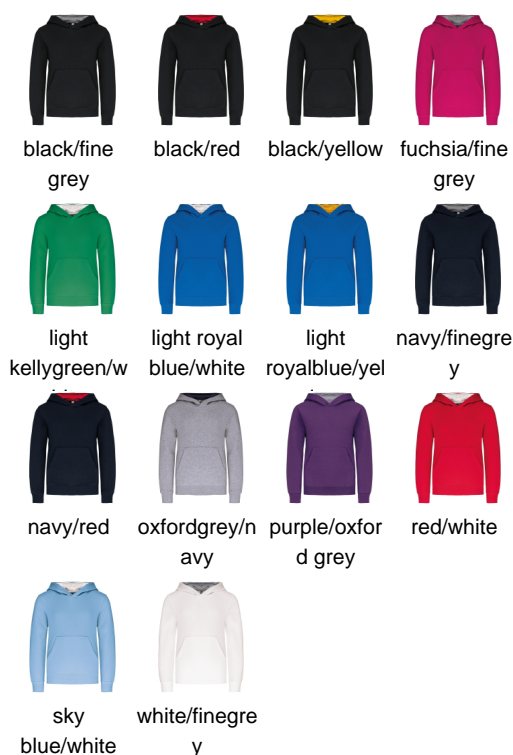 black/fine
grey
black/red
black/yellow
fuchsia/fine
grey
light
kellygreen/w
light royal
blue/white
light
royalblue/yel
navy/finegre
y
navy/red
oxfordgrey/n
avy
purple/oxfor
d grey
red/white
sky
blue/white
white/finegre
y